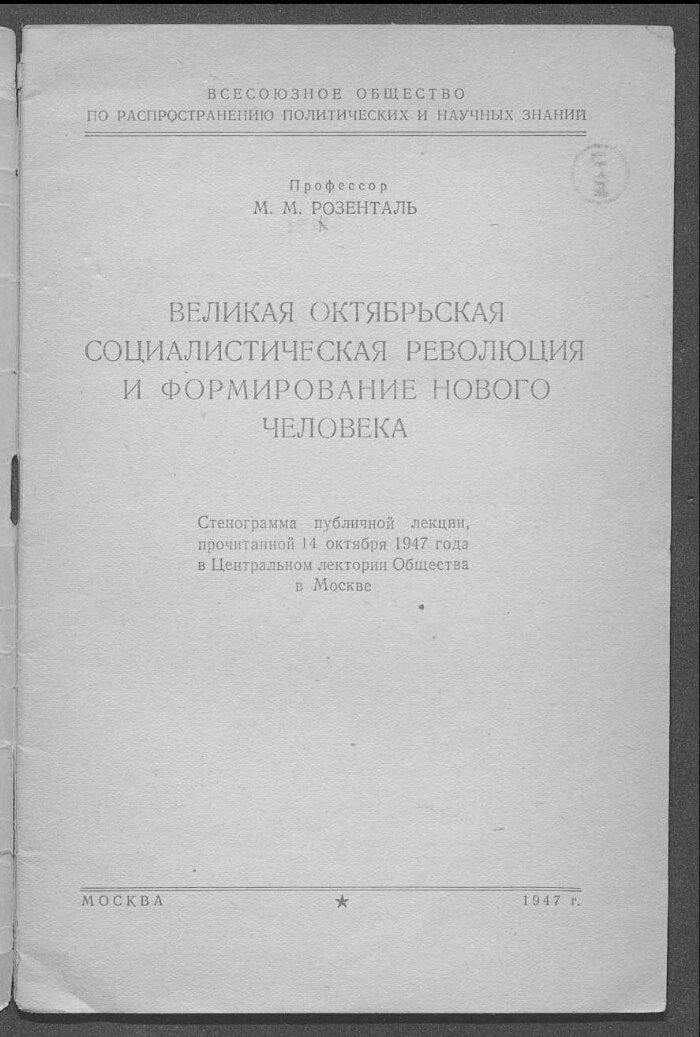 ВСЕСОЮЗНОЕ ОБЩЕСТВО
ПО РАСПРОСТРАНЕНИЮ ПОЛИТИЧЕСКИХ И НАУЧНЫХ ЗНАНИЙ
Профессор
М. М. РОЗЕНТАЛЬ
ВЕЛИКАЯ ОКТЯБРЬСКАЯ
СОЦИАЛИСТИЧЕСКАЯ РЕВОЛЮЦИЯ
И ФОРМИРОВАНИЕ НОВОГО
ЧЕЛОВЕКА
Стенограмма публичной лекции,
прочитанной 14 октября 1947 года
в Центральном лектории Общества
в Москве
МОСКВА ★ 1947 г.